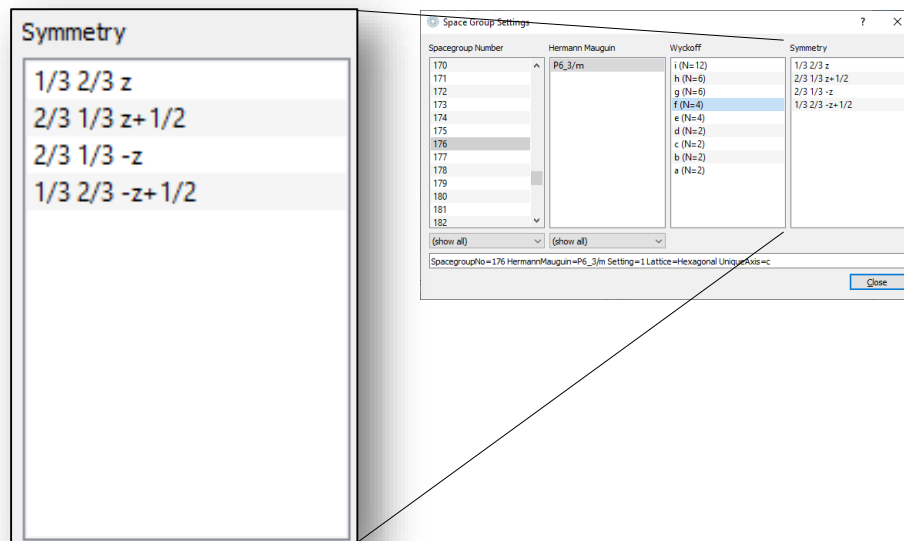 Symmetry
1/3 2/3 z
2/3 1/3 z+1/2
2/3 1/3 -z
1/3 2/3 -z+1/2
Space Group Settings
?
Spacegroup Number
170
171
172
173
174
175
176
177
178
179
180
181
182
(show all)
Hermann Mauguin
P6_3/m
(show all)
Wyckoff
i (N=12)
h (N=6)
g (N=6)
f (N=4)
e (N=4)
d (N=2)
c (N=2)
b (N=2)
a (N=2)
Symmetry
1/3 2/3 z
2/3 1/3 z+1/2
2/3 1/3 -z
1/3 2/3 -z+1/2
SpacegroupNo=176 HermannMauguin=P6_3/m Setting=1 Lattice=Hexagonal UniqueAxis=c
Close